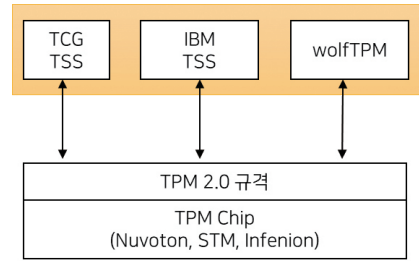 TCG
TSS
IBM
TSS
wolfTPM
TPM 2.0 규격
TPM Chip
(Nuvoton, STM, Infenion)